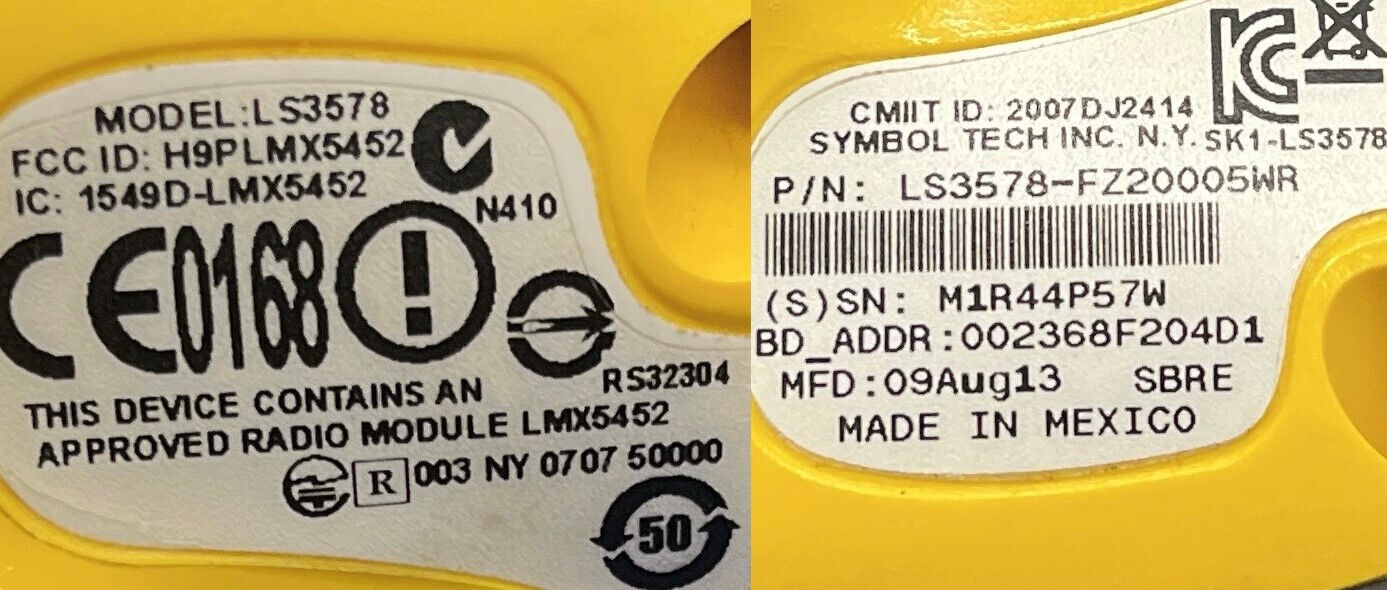 MODEL:LS3578
FCC ID: H9PLMX5452
IC: 1549D-LMX5452
N410
CE0168
!
RS32304
THIS DEVICE CONTAINS AN
APPROVED RADIO MODULE LMX5452
R 003 NY 0707 50000
50
KC
CMIIT ID: 2007DJ2414
SYMBOL TECH INC. N.Y. SK1-LS3578
P/N: LS3578-FZ20005WR
(S)SN: M1R44P57W
BD_ADDR:002368F204D1
MFD:09Aug13 SBRE
MADE IN MEXICO